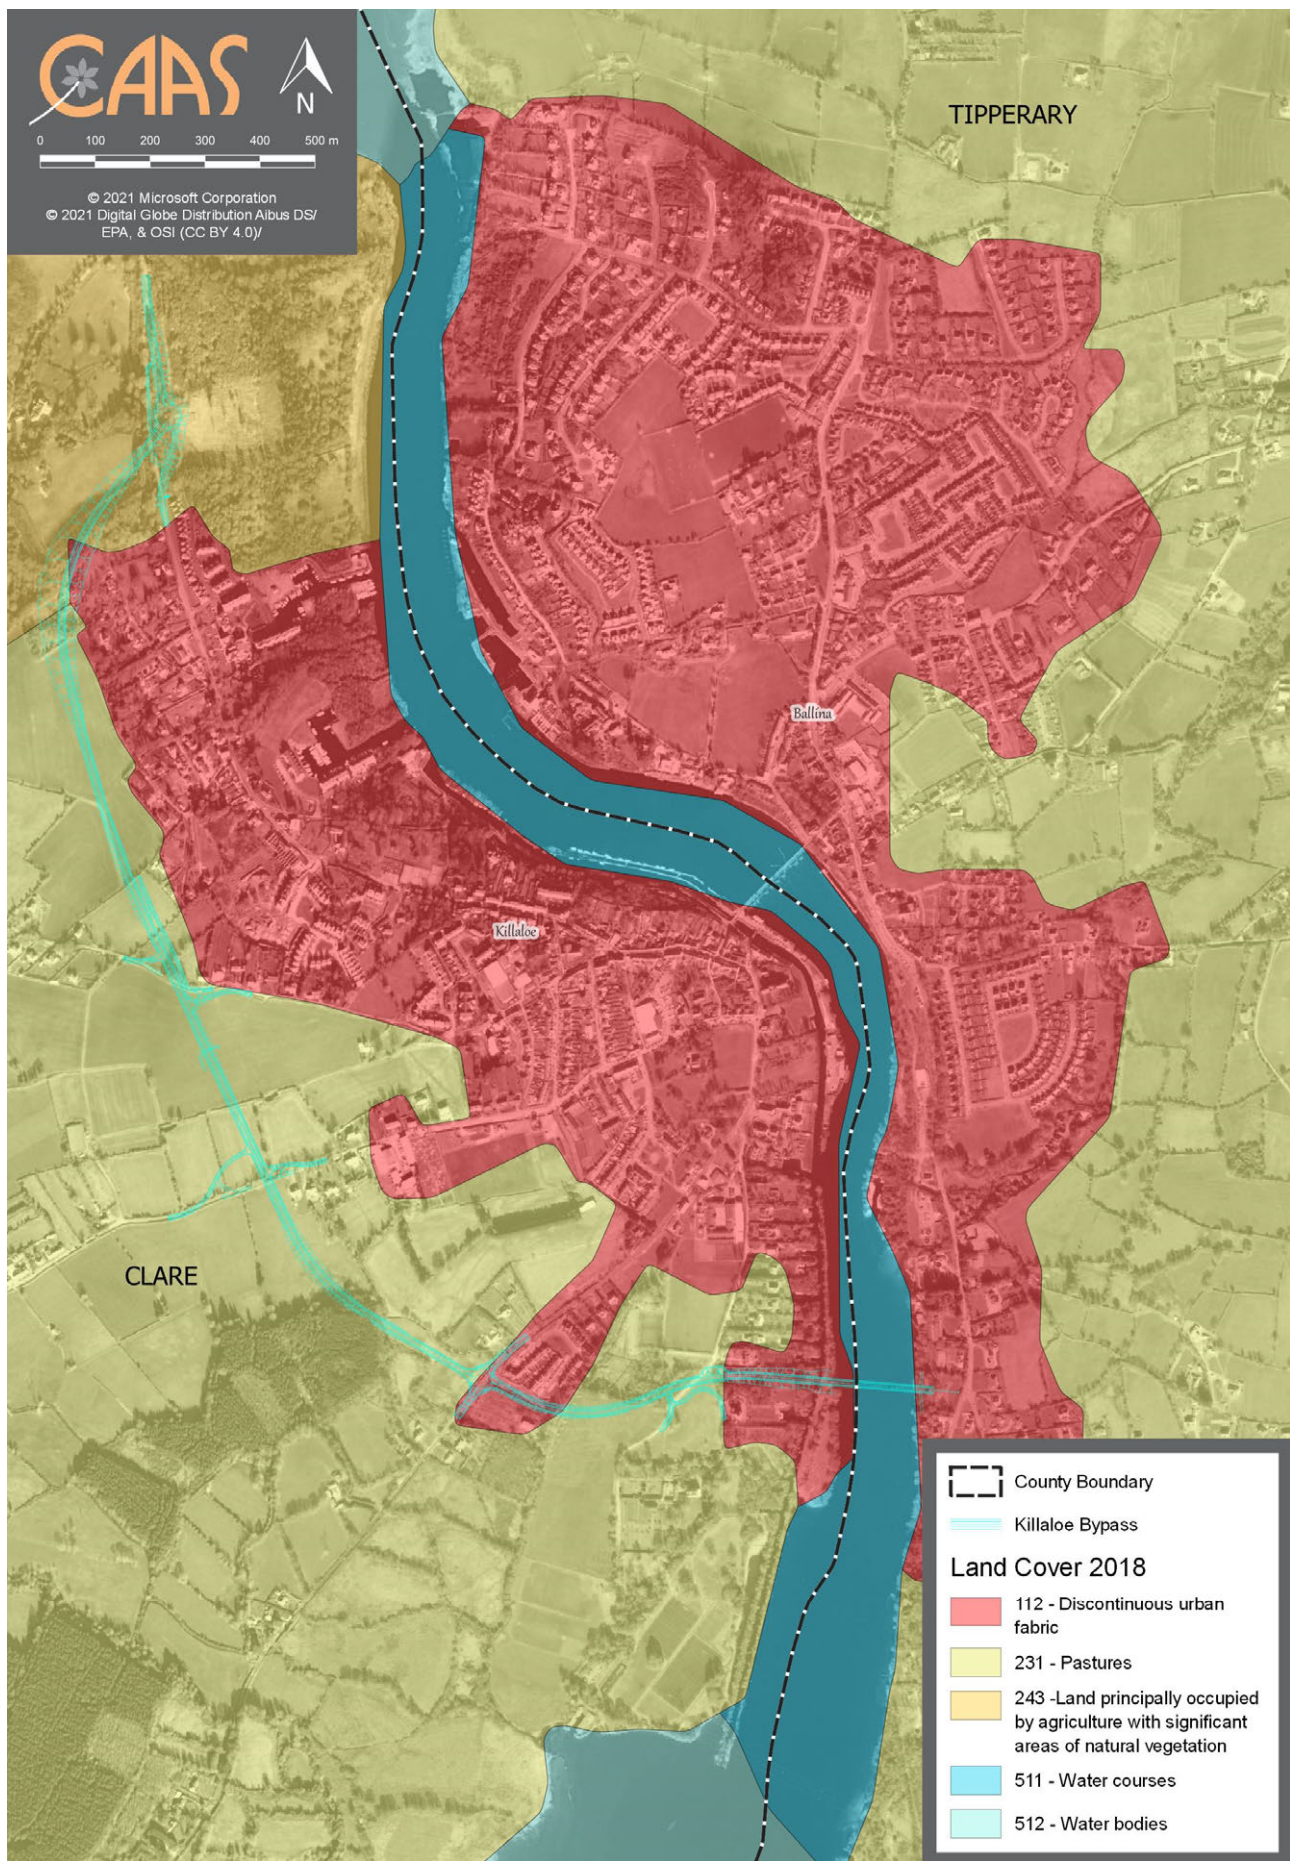 CAAS
N
0 100 200 300 400 500 m
© 2021 Microsoft Corporation
© 2021 Digital Globe Distribution Aibus DS/
EPA, & OSI (CC BY 4.0)/
TIPPERARY
Ballína
Killaloe
CLARE
County Boundary
Killaloe Bypass
Land Cover 2018
112 - Discontinuous urban
fabric
231 - Pastures
243 -Land principally occupied
by agriculture with significant
areas of natural vegetation
511 - Water courses
512 - Water bodies